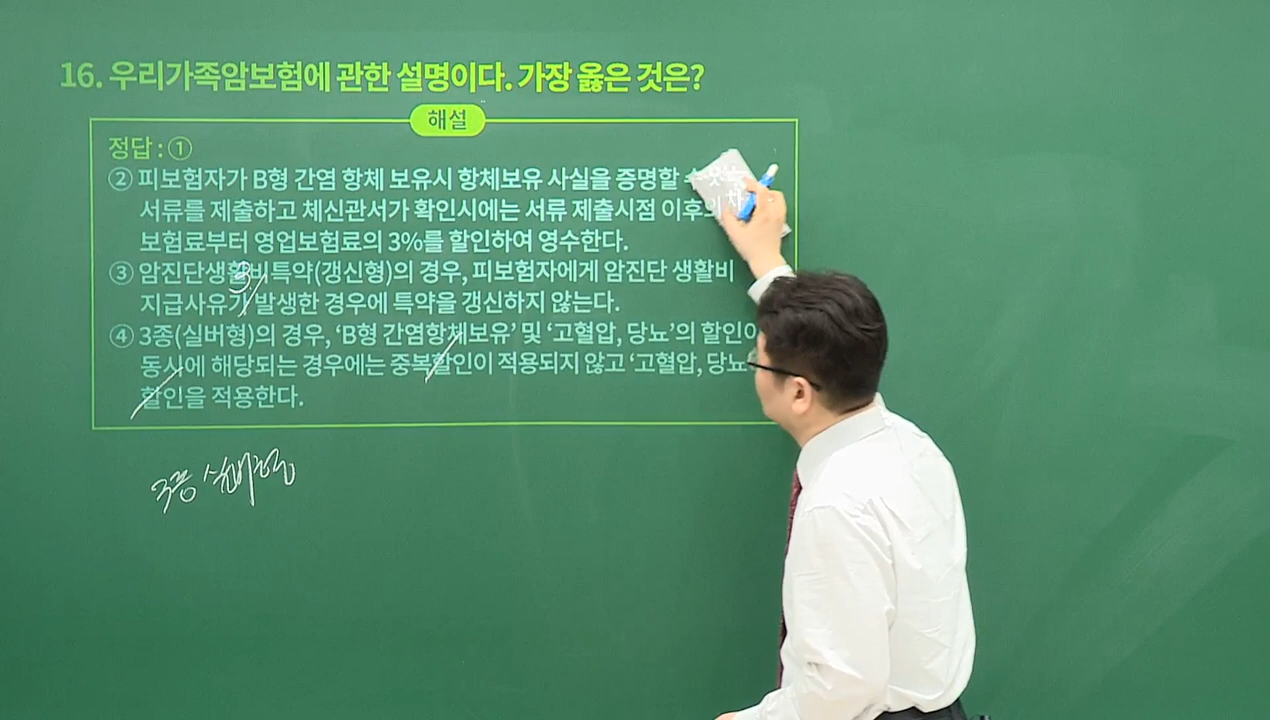 16. 우리가족암보험에 관한 설명이다. 가장 옳은 것은?
해설
정답 : ①
② 피보험자가 B형 간염 항체 보유시 항체보유 사실을 증명할
서류를 제출하고 체신관서가 확인시에는 서류 제출시점 이후의 차
보험료부터 영업보험료의 3%를 할인하여 영수한다.
③ 암진단생활비특약(갱신형)의 경우, 피보험자에게 암진단 생활비
지급사유가 발생한 경우에 특약을 갱신하지 않는다.
④ 3종(실버형)의 경우, ‘B형 간염항체보유’ 및 ‘고혈압, 당뇨’의 할인이
동시에 해당되는 경우에는 중복할인이 적용되지 않고 ‘고혈압, 당뇨
할인을 적용한다.
3
3종 실버형